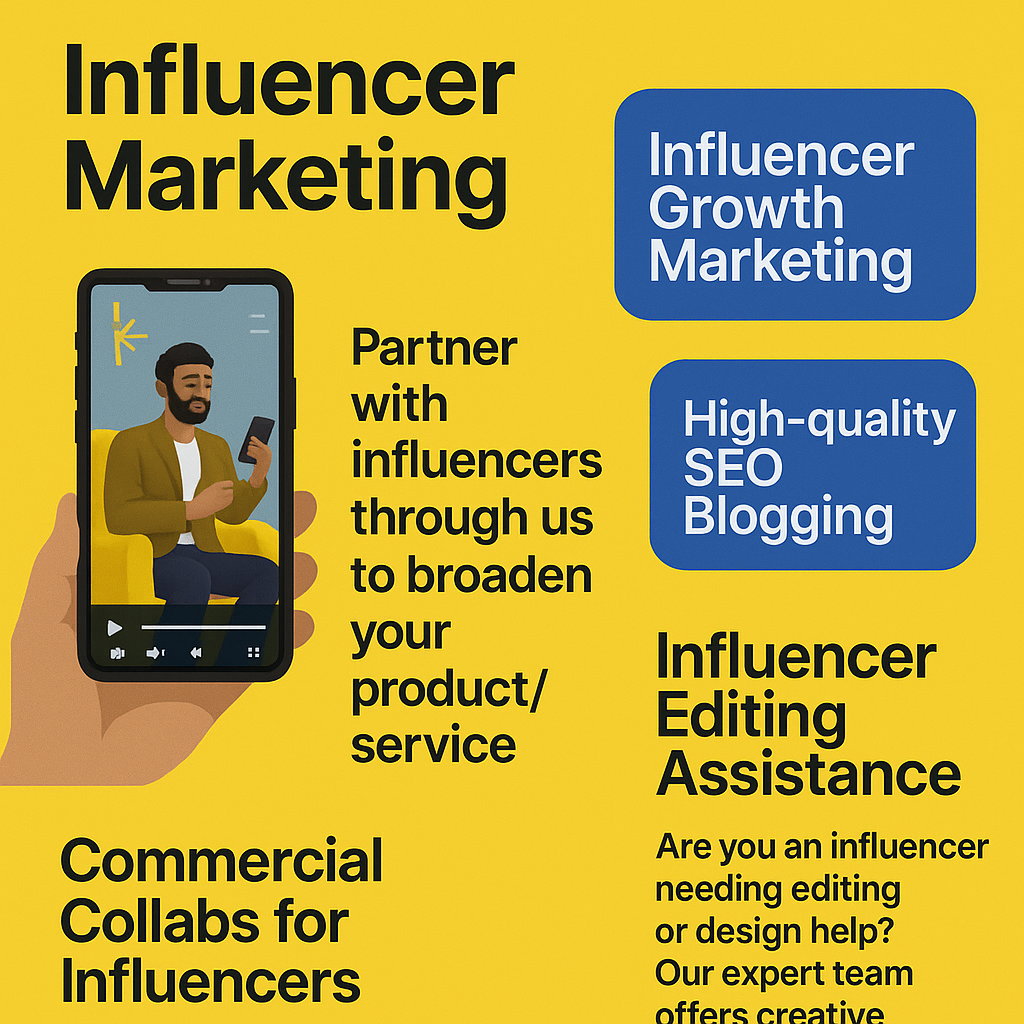 Influencer
Marketing
Partner
with
influencers
through us
to broaden
your
product/
service
Commercial
Collabs for
Influencers
Influencer
Growth
Marketing
High-quality
SEO
Blogging
Influencer
Editing
Assistance
Are you an influencer
needing editing
or design help?
Our expert team
offers creative